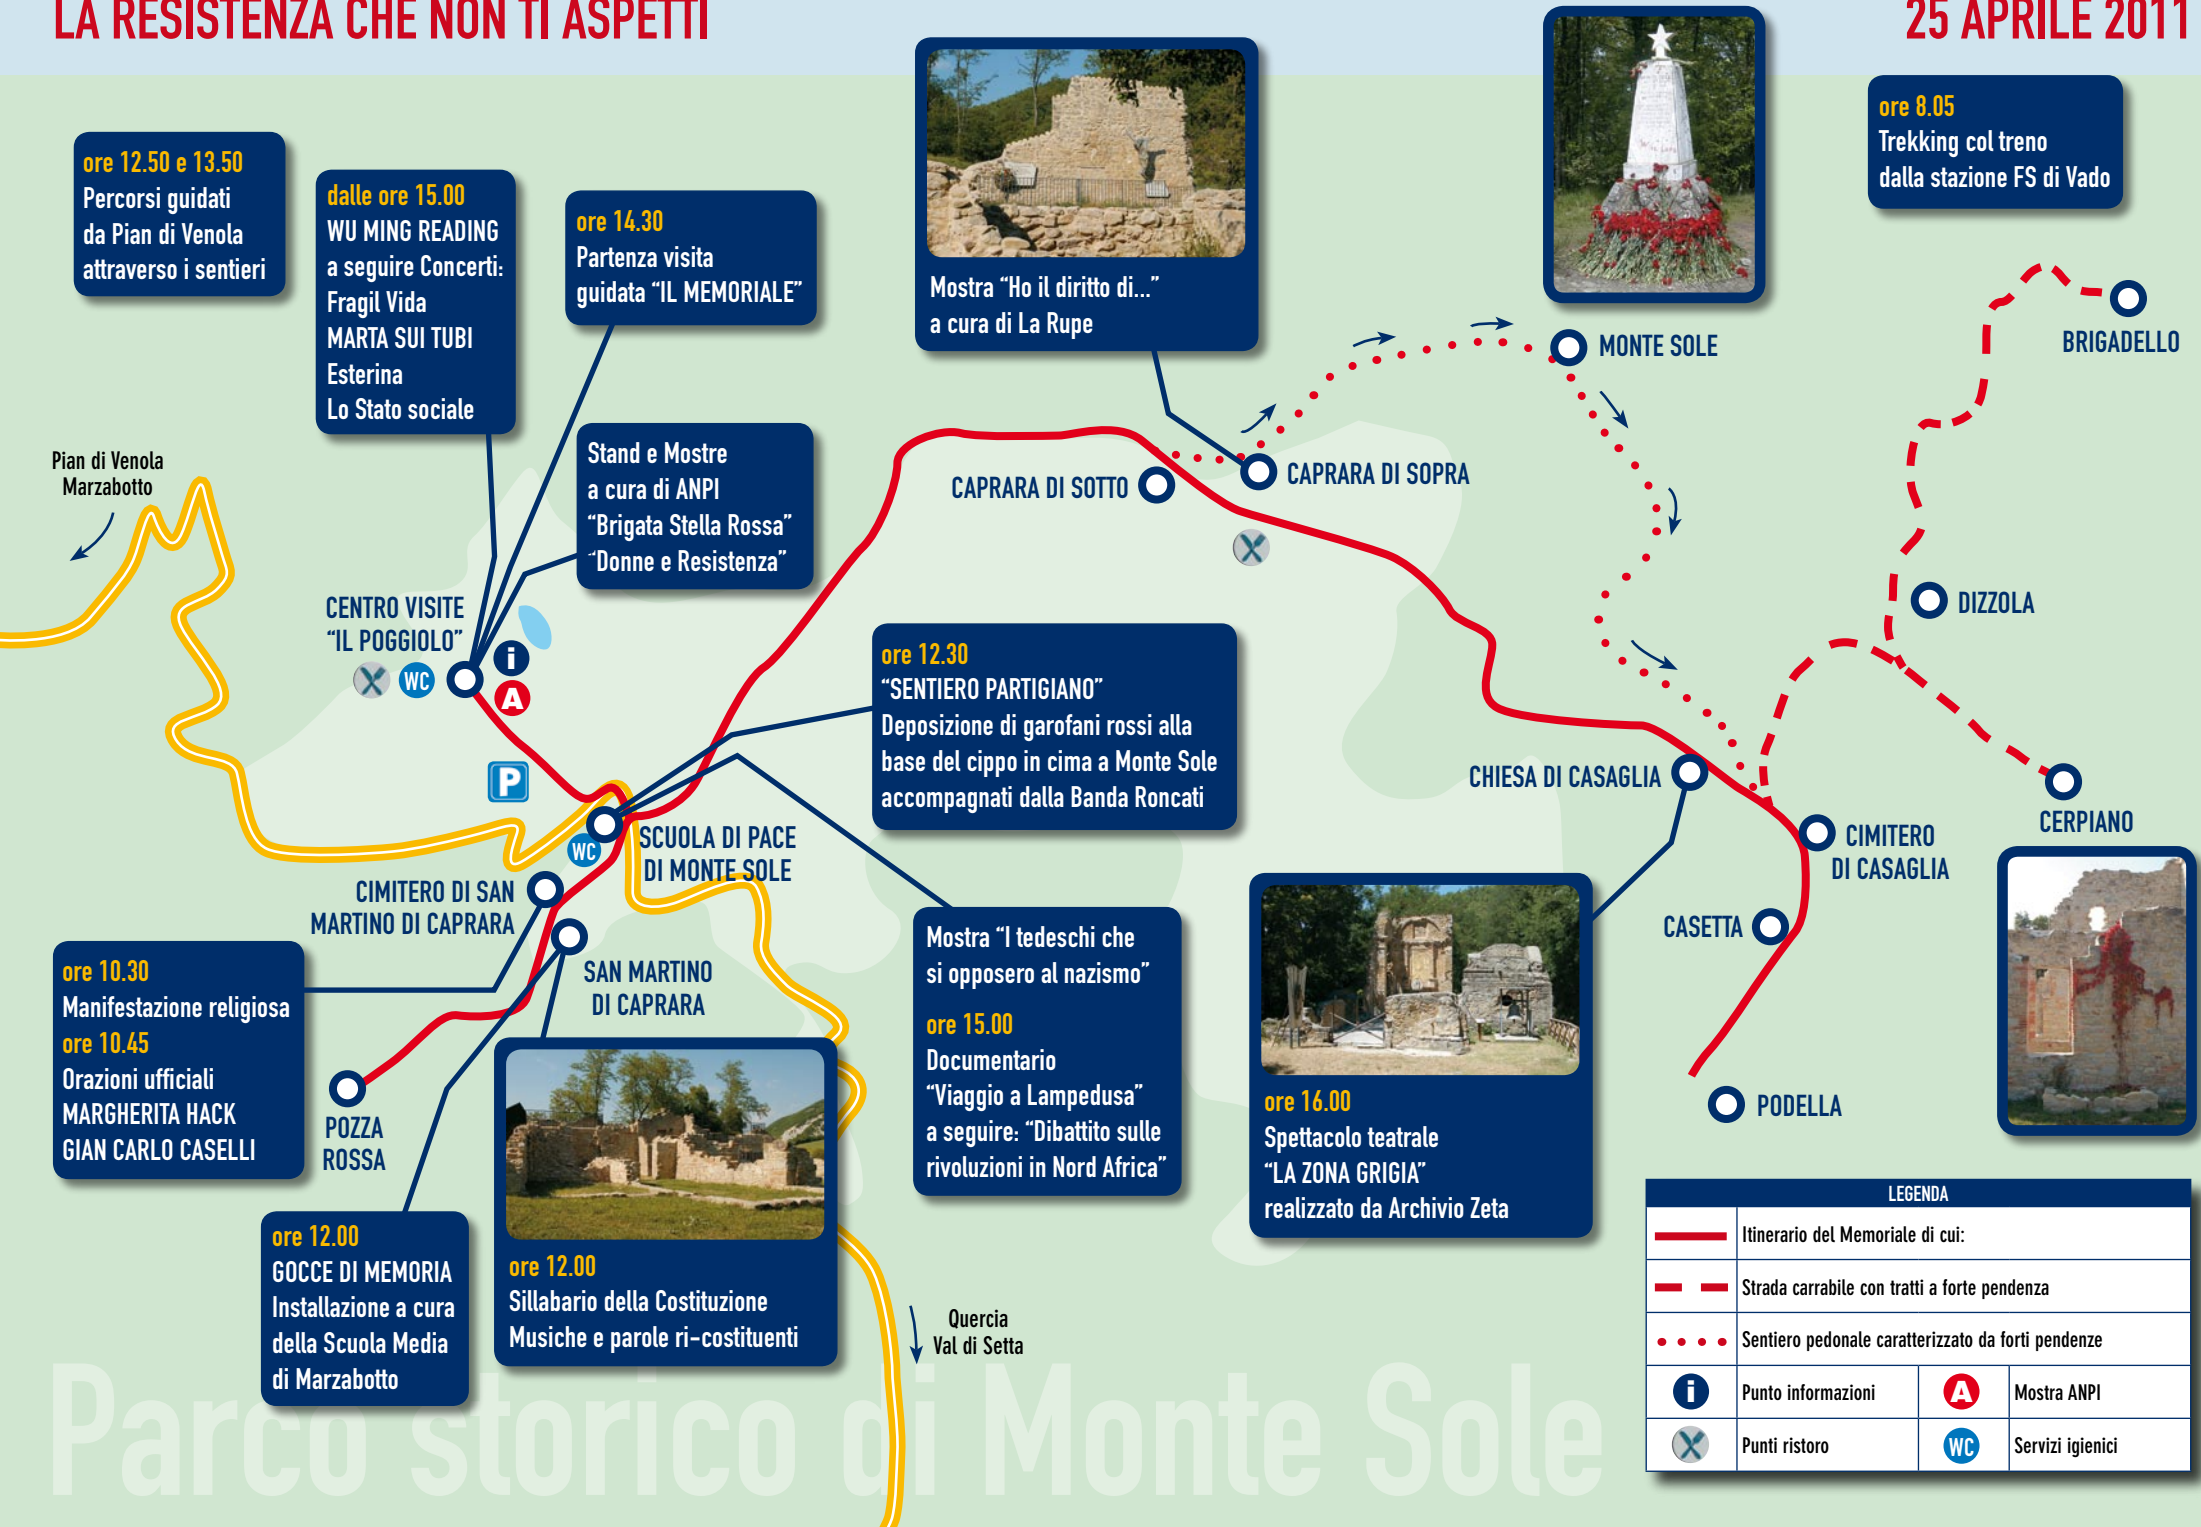 LA RESISTENZA CHE NON TI ASPETTI
25 APRILE 2011
ore 8.05
Trekking col treno
dalla stazione FS di Vado
ore 12.50 e 13.50
Percorsi guidati
da Pian di Venola
attraverso i sentieri
dalle ore 15.00
WU MING READING
a seguire Concerti:
Fragil Vida
MARTA SUI TUBI
Esterina
Lo Stato sociale
ore 14.30
Partenza visita
guidata “IL MEMORIALE”
Mostra “Ho il diritto di...”
a cura di La Rupe
MONTE SOLE
BRIGADELLO
Stand e Mostre
a cura di ANPI
“Brigata Stella Rossa”
“Donne e Resistenza”
Pian di Venola
Marzabotto
CAPRARA DI SOTTO
CAPRARA DI SOPRA
CENTRO VISITE
“IL POGGIOLO”
WC
i
A
DIZZOLA
ore 12.30
“SENTIERO PARTIGIANO”
Deposizione di garofani rossi alla
base del cippo in cima a Monte Sole
accompagnati dalla Banda Roncati
P
CHIESA DI CASAGLIA
CERPIANO
WC
SCUOLA DI PACE
DI MONTE SOLE
CIMITERO
DI CASAGLIA
CIMITERO DI SAN
MARTINO DI CAPRARA
CASETTA
SAN MARTINO
DI CAPRARA
ore 10.30
Manifestazione religiosa
ore 10.45
Orazioni ufficiali
MARGHERITA HACK
GIAN CARLO CASELLI
Mostra “I tedeschi che
si opposero al nazismo”
ore 15.00
Documentario
“Viaggio a Lampedusa”
a seguire: “Dibattito sulle
rivoluzioni in Nord Africa”
POZZA
ROSSA
PODELLA
ore 16.00
Spettacolo teatrale
“LA ZONA GRIGIA”
realizzato da Archivio Zeta
ore 12.00
GOCCE DI MEMORIA
Installazione a cura
della Scuola Media
di Marzabotto
ore 12.00
Sillabario della Costituzione
Musiche e parole ri-costituenti
Quercia
Val di Setta
LEGENDA
Itinerario del Memoriale di cui:
Strada carrabile con tratti a forte pendenza
Sentiero pedonale caratterizzato da forti pendenze
i Punto informazioni A Mostra ANPI
Punti ristoro WC Servizi igienici
Parco storico di Monte Sole